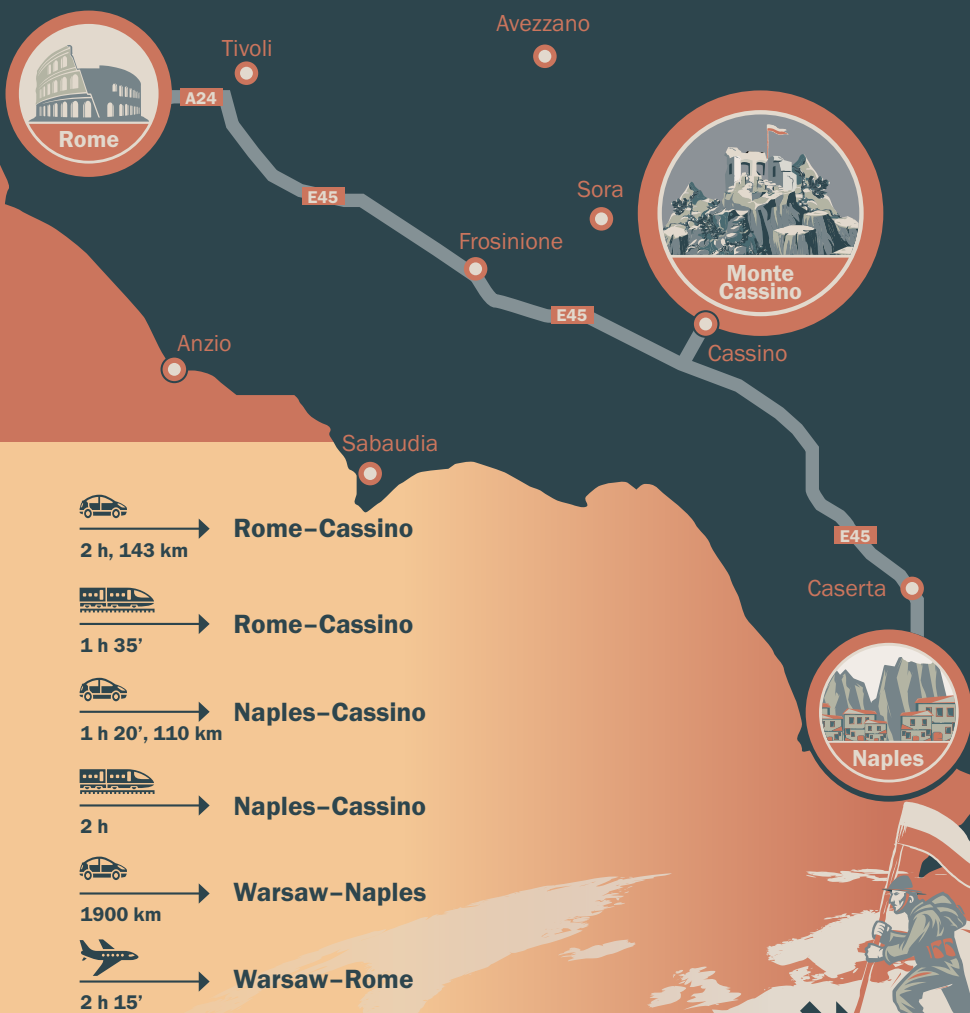 Avezzano
Tivoli
A24
Rome
E45
Sora
Frosinione
Monte
Cassino
E45
Cassino
Anzio
Sabaudia
E45
Caserta
Naples
Rome–Cassino
2 h, 143 km
Rome–Cassino
1 h 35’
Naples–Cassino
1 h 20’, 110 km
Naples–Cassino
2 h
Warsaw–Naples
1900 km
Warsaw–Rome
2 h 15’